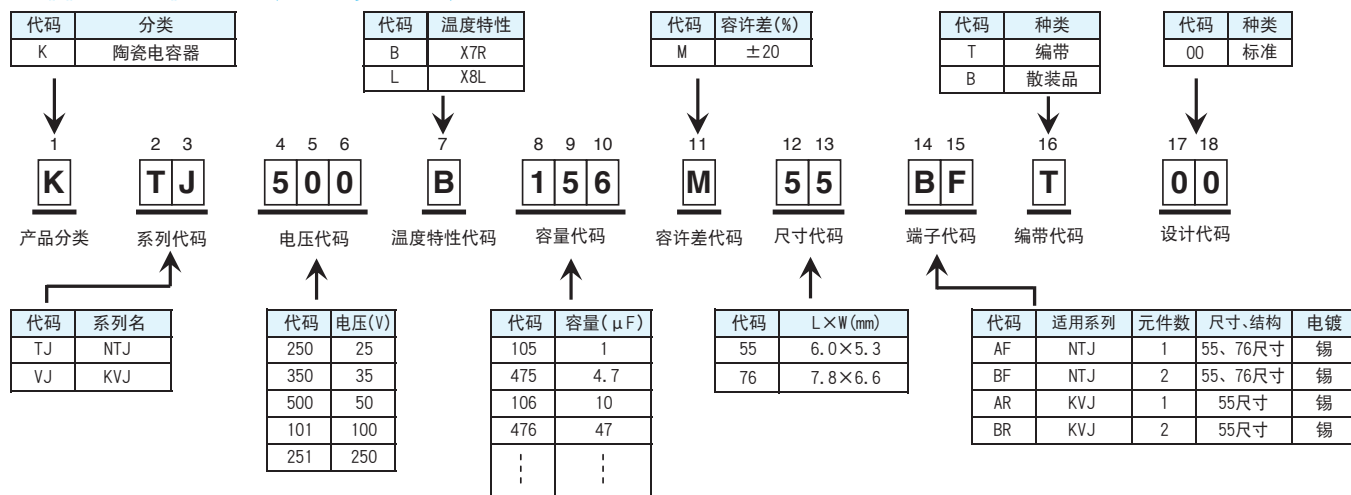 代码 分类
K 陶瓷电容器
代码 温度特性
B X7R
L X8L
代码 容许差(%)
M ±20
代码 种类
T 编带
B 散装品
代码 种类
00 标准
1 2 3 4 5 6 7 8 9 10 11 12 13 14 15 16 17 18
K T J 5 0 0 B 1 5 6 M 5 5 B F T 0 0
产品分类 系列代码 电压代码 温度特性代码 容量代码 容许差代码 尺寸代码 端子代码 编带代码 设计代码
代码 系列名
TJ NTJ
VJ KVJ
代码 电压(V)
250 25
350 35
500 50
101 100
251 250
代码 容量(μF)
105 1
475 4.7
106 10
476 47
代码 L×W(mm)
55 6.0×5.3
76 7.8×6.6
代码 适用系列 元件数 尺寸、结构 电镀
AF NTJ 1 55、76尺寸 锡
BF NTJ 2 55、76尺寸 锡
AR KVJ 1 55尺寸 锡
BR KVJ 2 55尺寸 锡